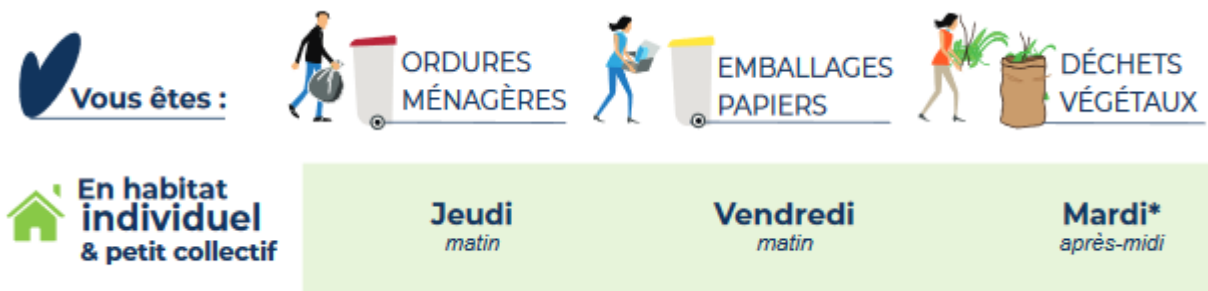 Vous êtes :
ORDURES
MÉNAGÈRES
EMBALLAGES
PAPIERS
DÉCHETS
VÉGÉTAUX
En habitat
individuel
& petit collectif
Jeudi
matin
Vendredi
matin
Mardi*
après-midi